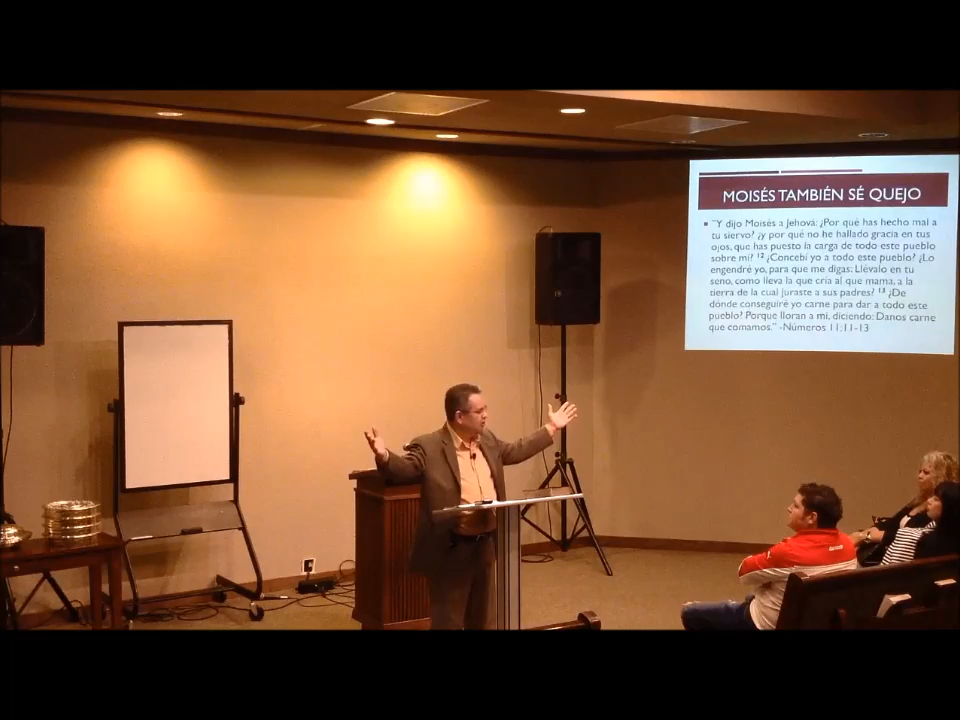 MOISÉS TAMBIÉN SÉ QUEJO
"Y dijo Moisés a Jehová: ¿Por qué has hecho mal a
tu siervo? ¿y por qué no he hallado gracia en tus
ojos, que has puesto la carga de todo este pueblo
sobre mí? 12 ¿Concebí yo a todo este pueblo? ¿Lo
engendré yo, para que me digas: Llévalo en tu
seno, como lleva la que cría al que mama, a la
tierra de la cual juraste a sus padres? 13 ¿De
dónde conseguiré yo carne para dar a todo este
pueblo? Porque lloran a mí, diciendo: Danos carne
que comamos." -Números 11:11-13